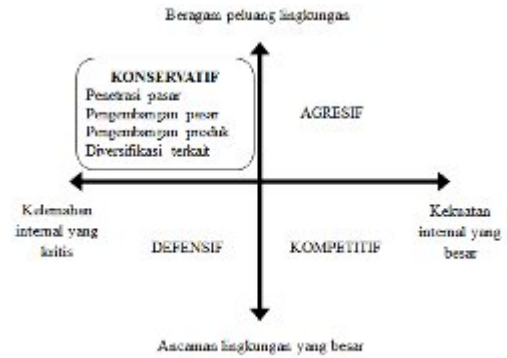 Beragam peluang lingkungan
KONSERVATIF
Penetrasi pasar
Pengembangan pasar
Pengembangan produk
Diversifikasi terkait
AGRESIF
Kelemahan
internal yang
kritis
Kekuatan
internal yang
besar
DEFENSIF
KOMPETITIF
Ancaman lingkungan yang besar